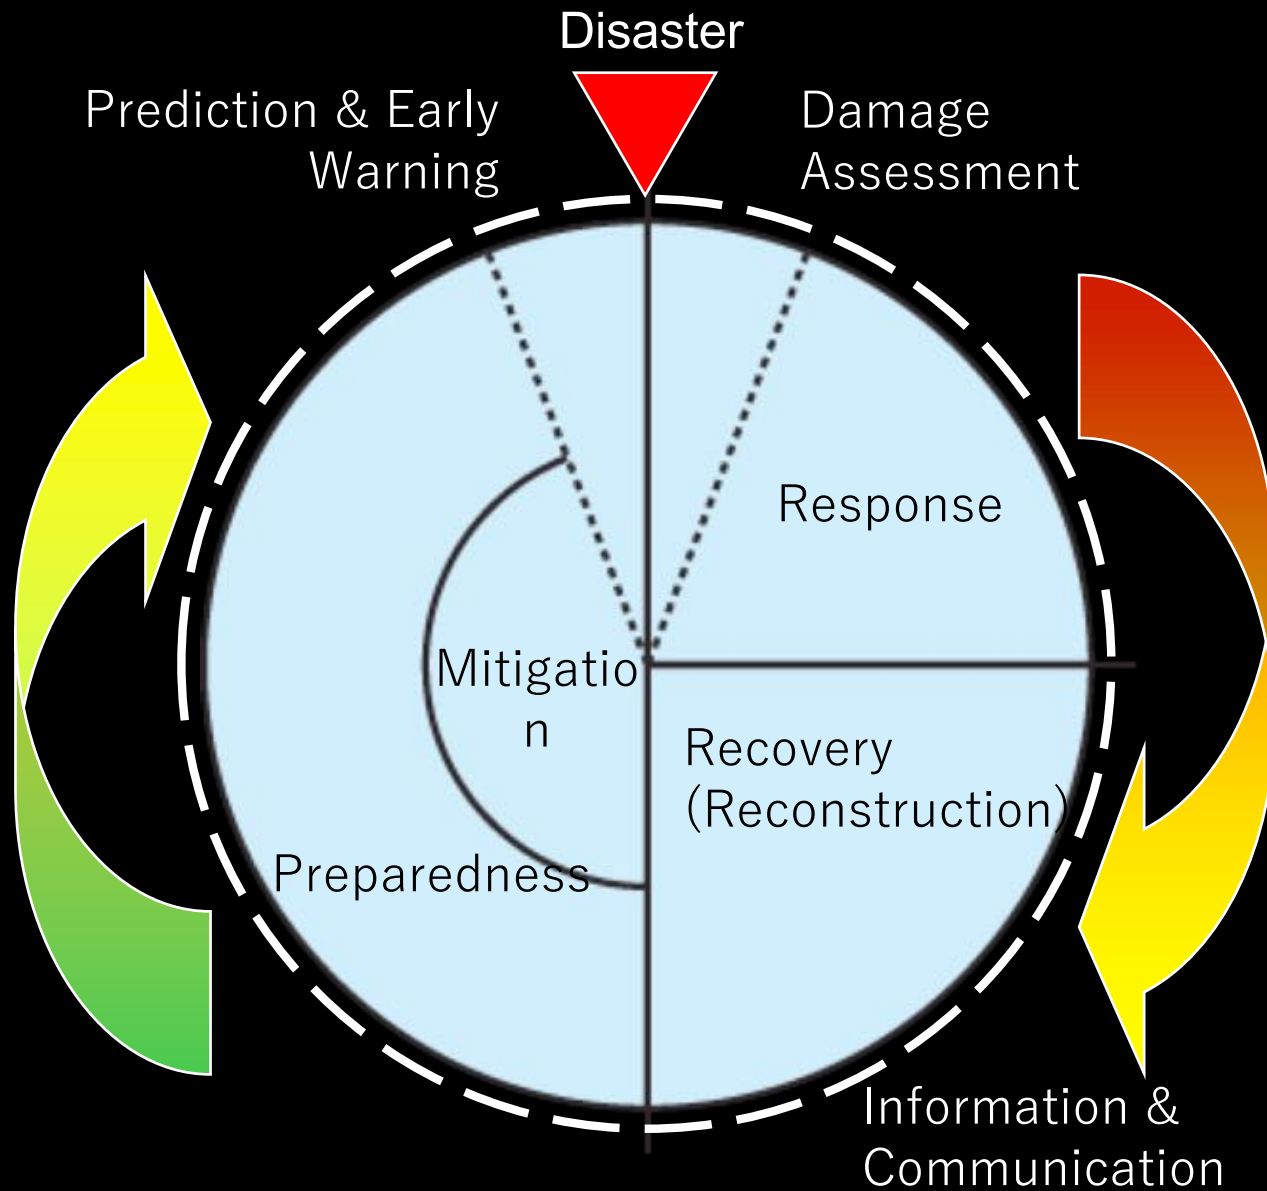 Disaster
Prediction & Early
Warning
Damage
Assessment
Response
Mitigatio
n
Recovery
(Reconstruction)
Preparedness
Information &
Communication